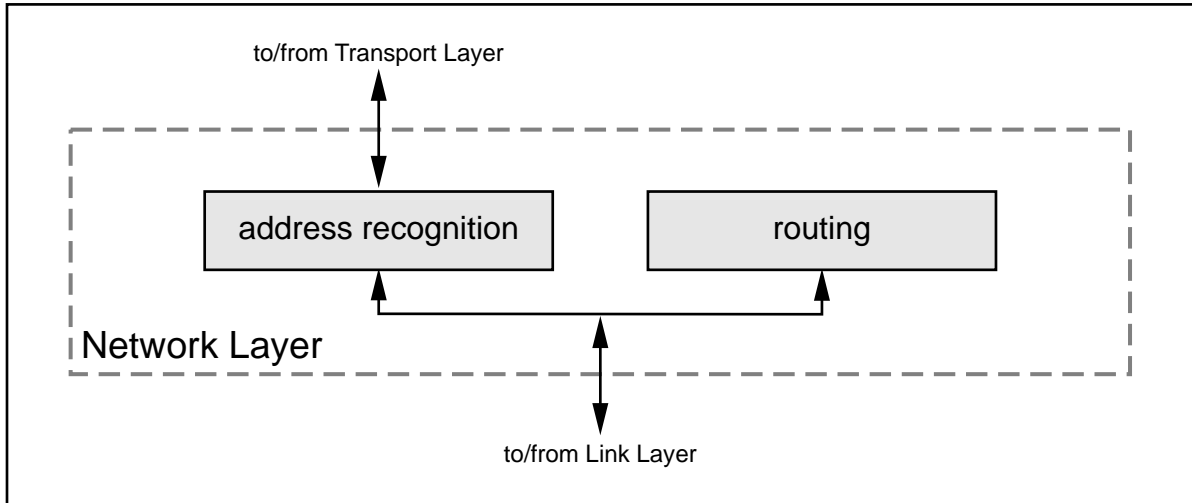 to/from Transport Layer
address recognition
routing
Network Layer
to/from Link Layer